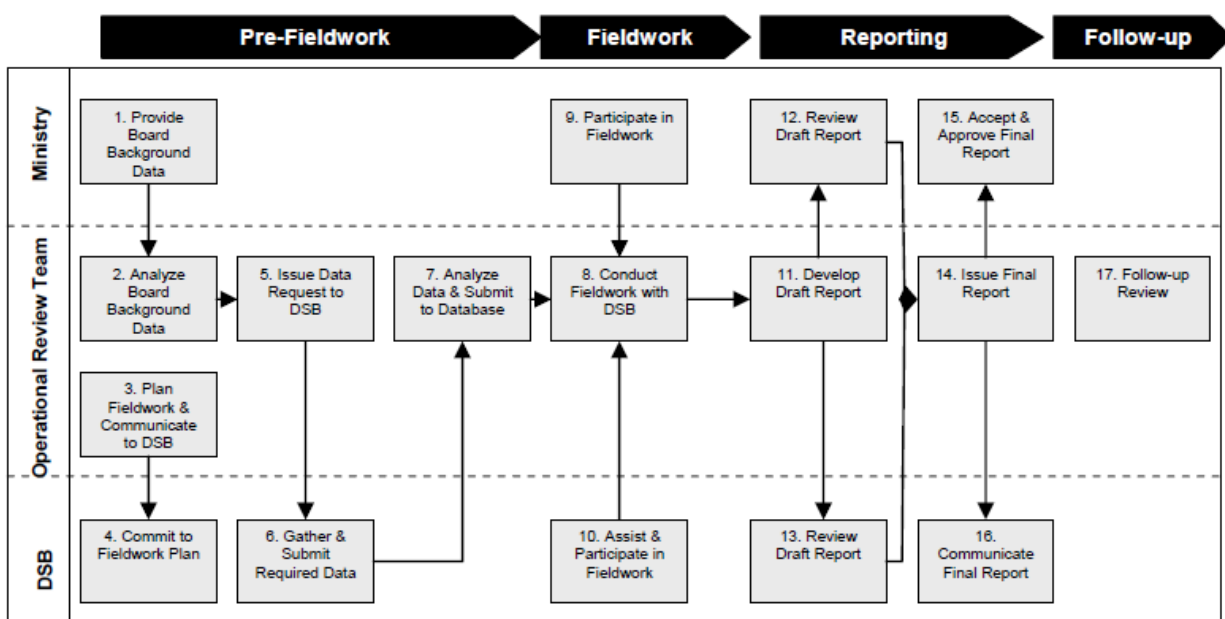 Pre-Fieldwork
Fieldwork
Reporting
Follow-up
Ministry
1. Provide
Board
Background
Data
9. Participate in
Fieldwork
12. Review
Draft Report
15. Accept &
Approve Final
Report
Operational Review Team
2. Analyze
Board
Background
Data
5. Issue Data
Request to
DSB
7. Analyze
Data & Submit
to Database
8. Conduct
Fieldwork with
DSB
11. Develop
Draft Report
14. Issue Final
Report
17. Follow-up
Review
3. Plan
Fieldwork &
Communicate
to DSB
DSB
4. Commit to
Fieldwork Plan
6. Gather &
Submit
Required Data
10. Assist &
Participate in
Fieldwork
13. Review
Draft Report
16.
Communicate
Final Report